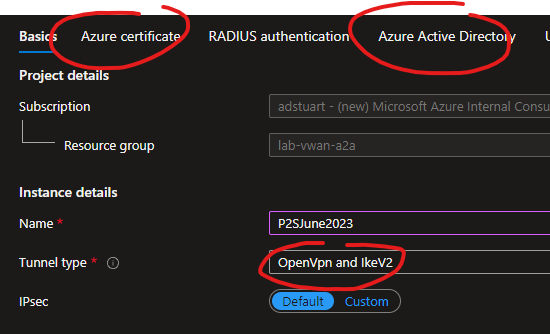 Basics Azure certificate RADIUS authentication Azure Active Directory
Project details
Subscription adstuart - (new) Microsoft Azure Internal
Resource group lab-vwan-a2a
Instance details
Name * P2SJune2023
Tunnel type * OpenVpn and IkeV2
IPsec Default Custom